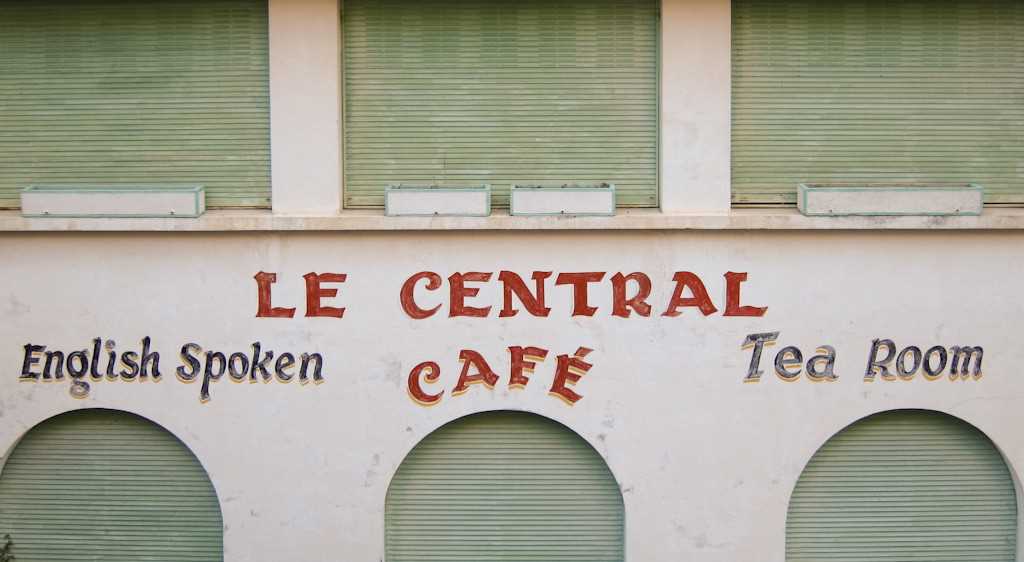 LE CENTRAL
CAFÉ
English Spoken
Tea Room